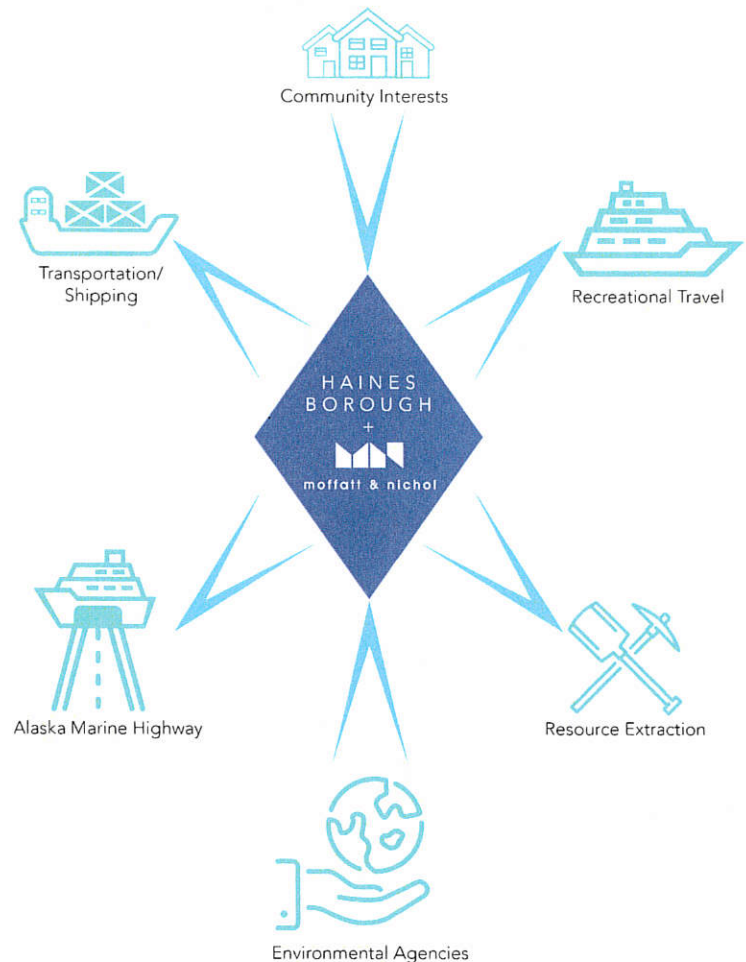 Community Interests
Transportation/
Shipping
Recreational Travel
HAINES
BOROUGH
+
moffatt & nichol
Alaska Marine Highway
Resource Extraction
Environmental Agencies